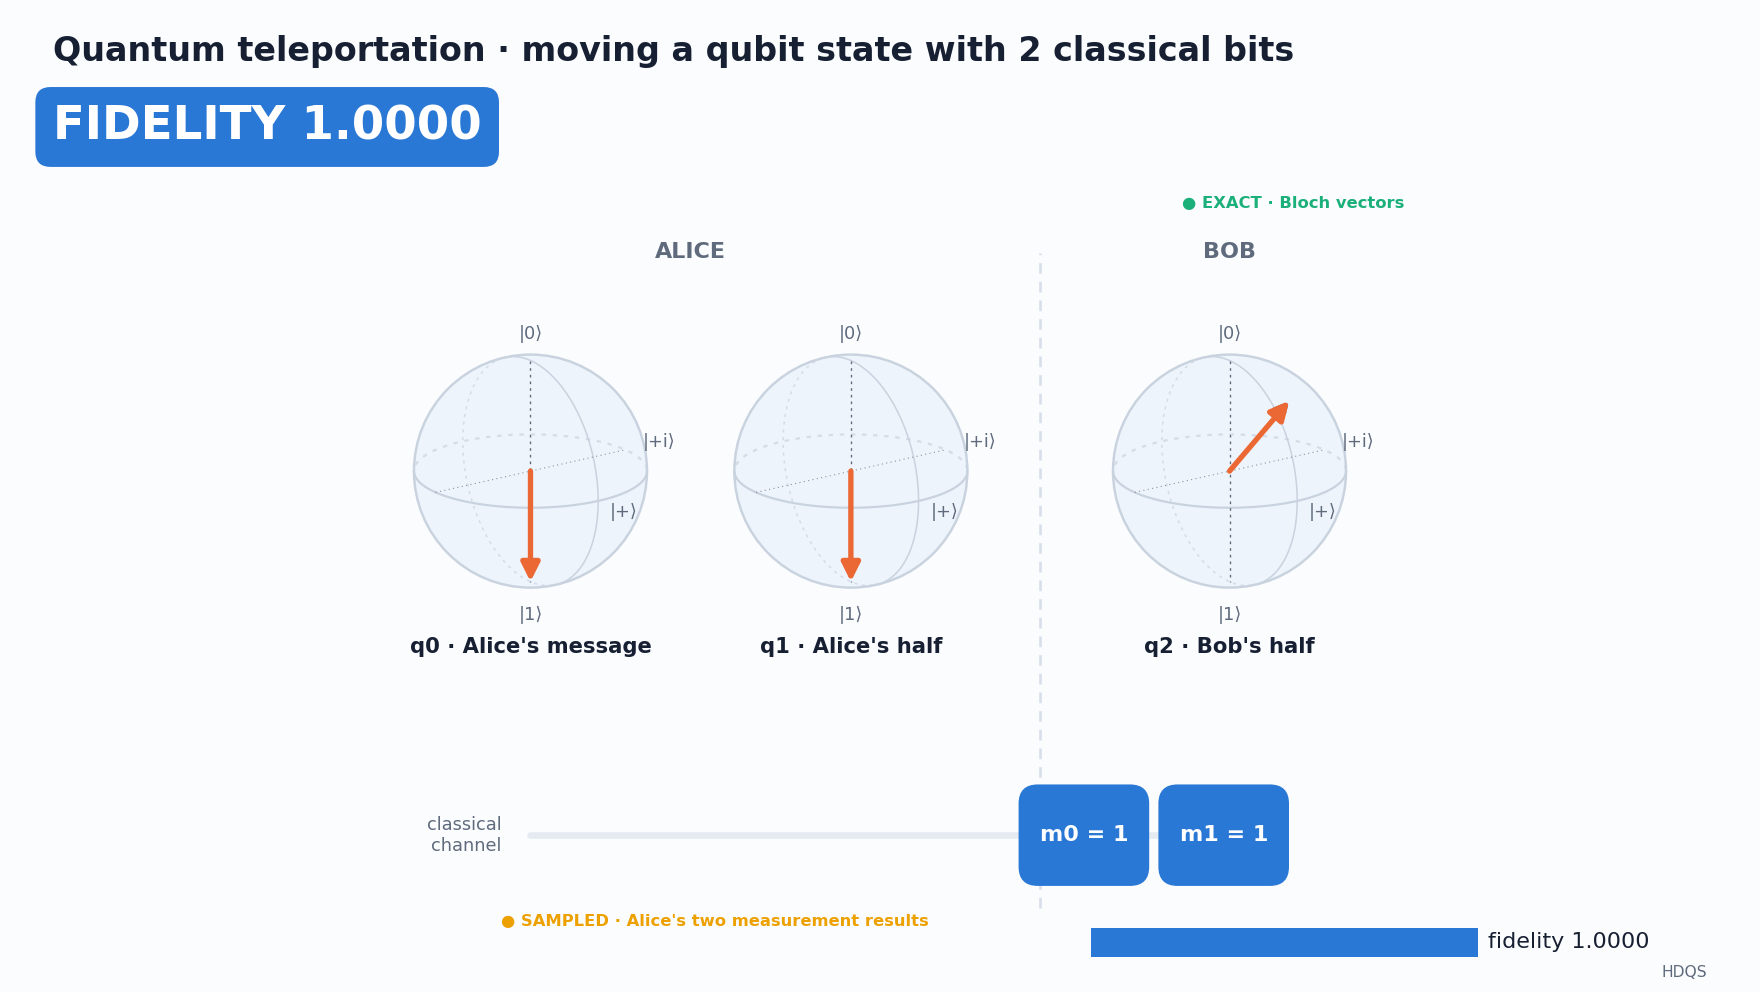 Quantum teleportation · moving a qubit state with 2 classical bits
FIDELITY 1.0000
● EXACT · Bloch vectors
ALICE
BOB
|0⟩
|+i⟩
|+⟩
|1⟩
q0 · Alice's message
|0⟩
|+i⟩
|+⟩
|1⟩
q1 · Alice's half
|0⟩
|+i⟩
|+⟩
|1⟩
q2 · Bob's half
classical
channel
m0 = 1
m1 = 1
● SAMPLED · Alice's two measurement results
fidelity 1.0000
HDQS